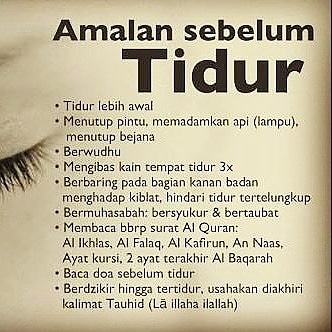 Amalan sebelum
Tidur
• Tidur lebih awal
• Menutup pintu, memadamkan api (lampu),
menutup bejana
• Berwudhu
• Mengibas kain tempat tidur 3x
• Berbaring pada bagian kanan badan
menghadap kiblat, hindari tidur tertelungkup
• Bermuhasabah: bersyukur & bertaubat
• Membaca bbrp surat Al Quran:
Al Ikhlas, Al Falaq, Al Kafirun, An Naas,
Ayat kursi, 2 ayat terakhir Al Baqarah
• Baca doa sebelum tidur
• Berdzikir hingga tertidur, usahakan diakhiri
kalimat Tauhid (Lā illaha ilallah)